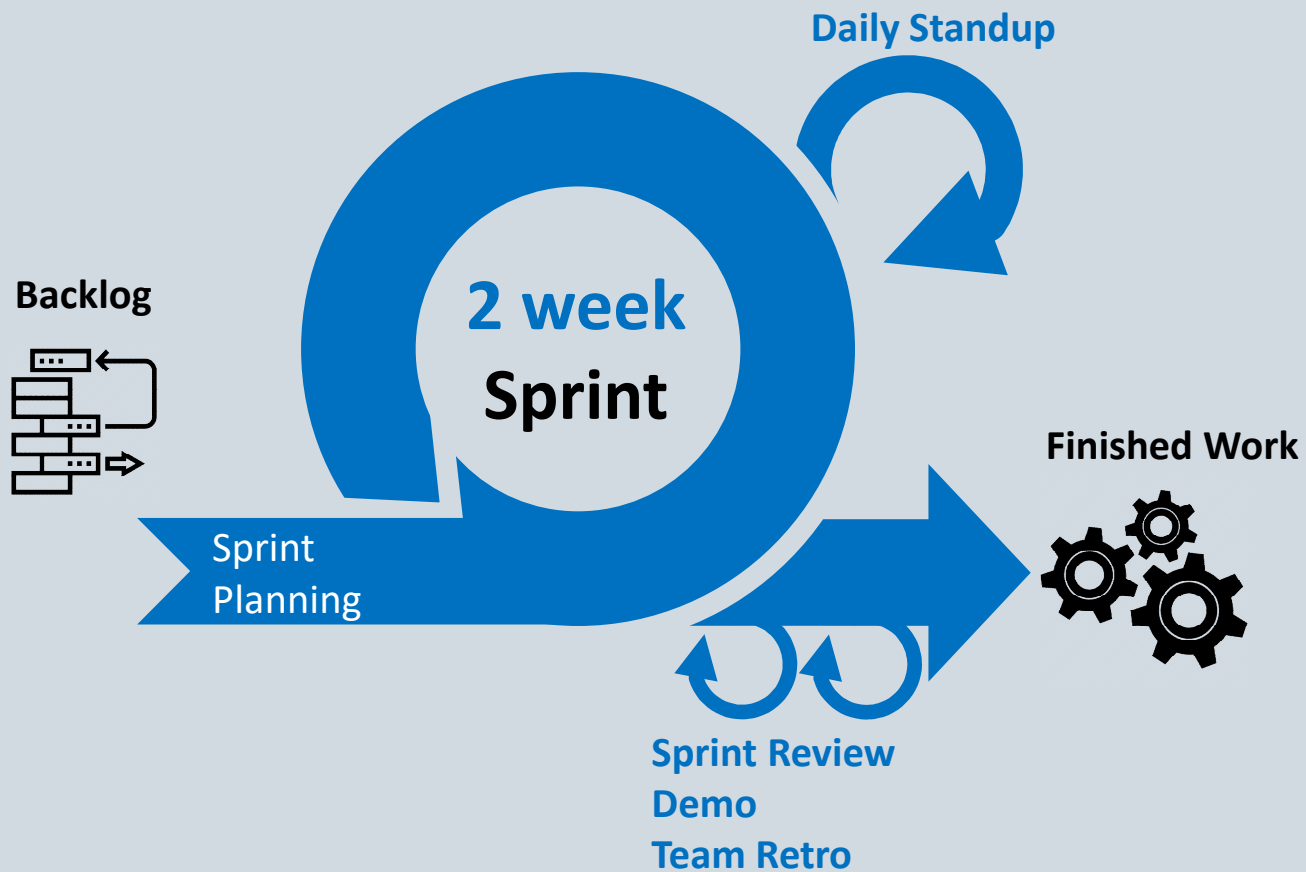 Daily Standup
Backlog
2 week
Sprint
Finished Work
Sprint
Planning
Sprint Review
Demo
Team Retro